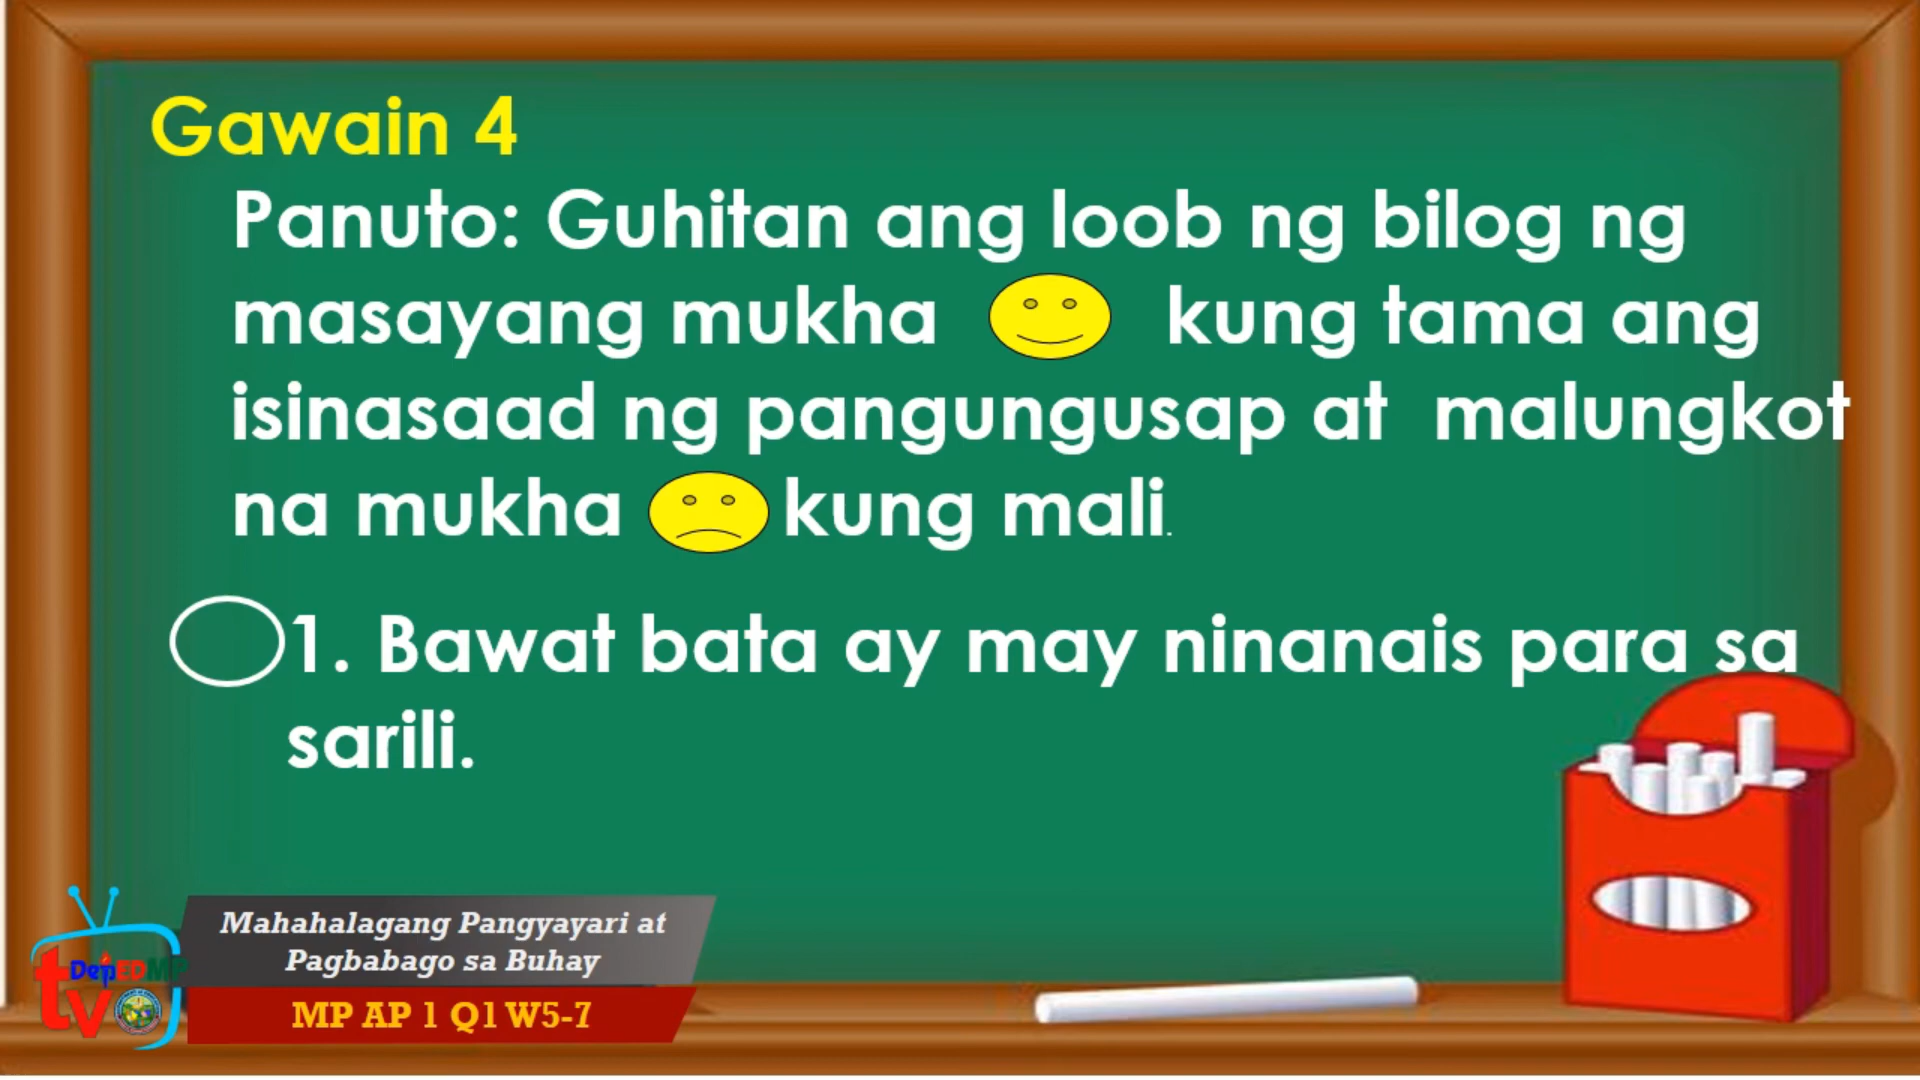 Gawain 4
Panuto: Guhitan ang loob ng bilog ng
masayang mukha kung tama ang
isinasaad ng pangungusap at malungkot
na mukha kung mali.
1. Bawat bata ay may ninanais para sa
sarili.
Mahahalagang Pangyayari at
Pagbabago sa Buhay
MP AP 1 Q1 W5-7
DepEDMP
tv